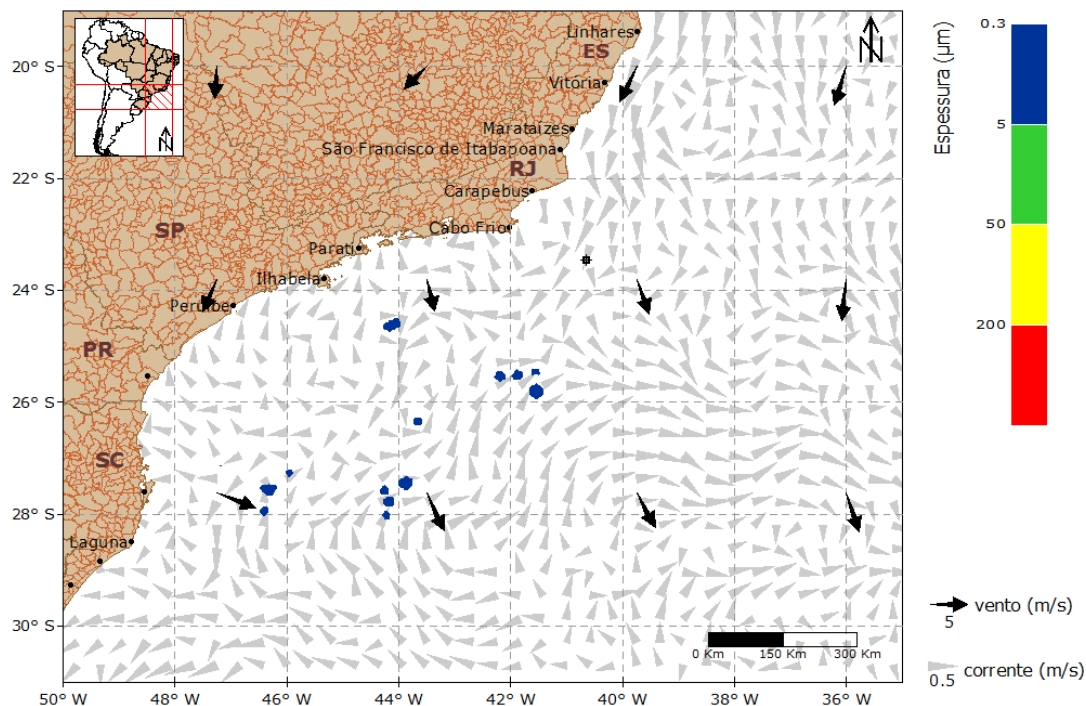 Linhares
ES
20° S
Vitória
Marataízes
São Francisco de Itabapoana
RJ
22° S
Carapebus
SP
Cabo Frio
Parati
Ilhabela
24° S
Peruíbe
PR
26° S
SC
28° S
Laguna
30° S
0 Km
150 Km
300 Km
50 W
48° W
46° W
44° W
42° W
40° W
38° W
36° W
N
N
Espessura (µm)
0.3
5
50
200
vento (m/s)
5
corrente (m/s)
0.5